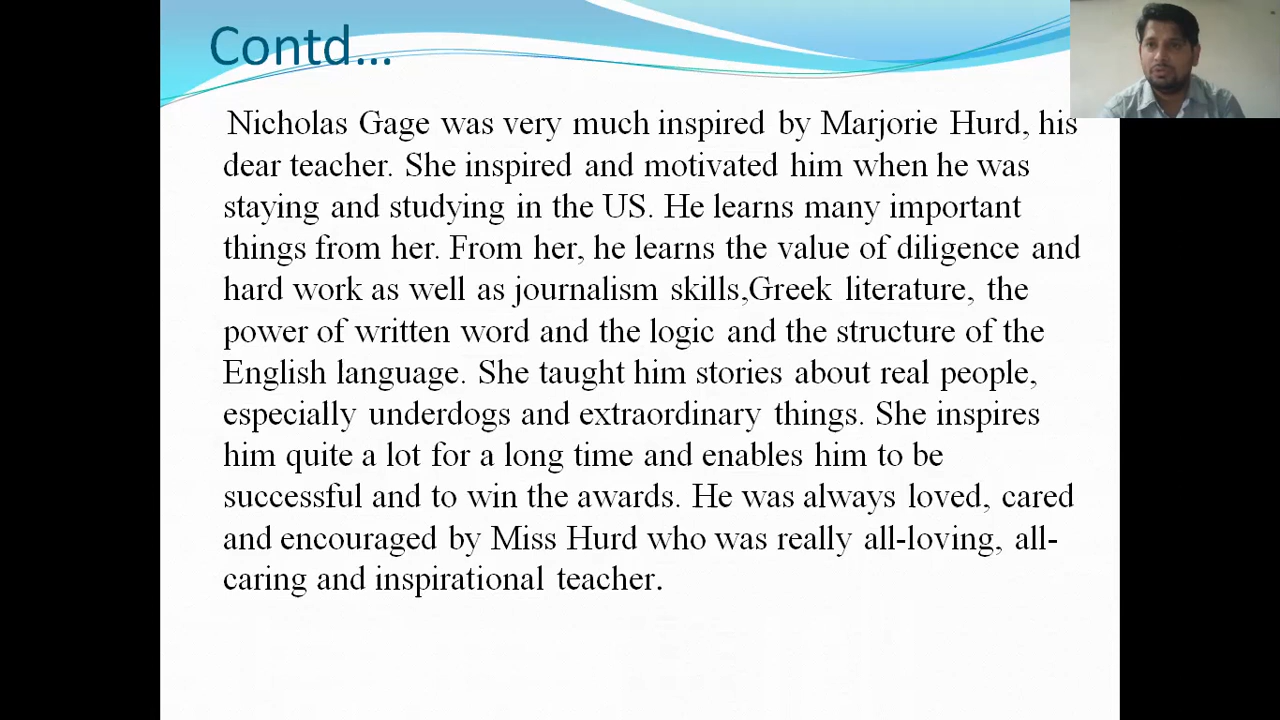 Contd...
Nicholas Gage was very much inspired by Marjorie Hurd, his
dear teacher. She inspired and motivated him when he was
staying and studying in the US. He learns many important
things from her. From her, he learns the value of diligence and
hard work as well as journalism skills,Greek literature, the
power of written word and the logic and the structure of the
English language. She taught him stories about real people,
especially underdogs and extraordinary things. She inspires
him quite a lot for a long time and enables him to be
successful and to win the awards. He was always loved, cared
and encouraged by Miss Hurd who was really all-loving, all-
caring and inspirational teacher.